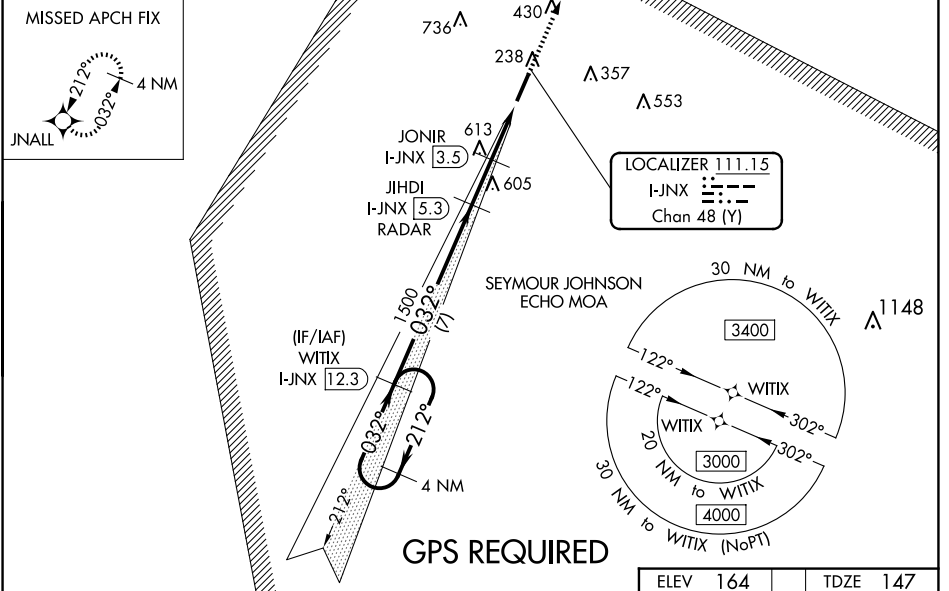 MISSED APCH FIX
212°
032°
4 NM
JNALL
736
430
238
357
553
JONIR
I-JNX 3.5
613
JIHDI
I-JNX 5.3
RADAR
605
LOCALIZER 111.15
I-JNX
Chan 48 (Y)
SEYMOUR JOHNSON
ECHO MOA
1500
032°
(7)
(IF/IAF)
WITIX
I-JNX 12.3
032°
212°
4 NM
212°
30 NM to WITIX
3400
1148
122°
WITIX
302°
122°
WITIX
302°
3000
20 NM to WITIX
4000
30 NM to WITIX (NoPT)
GPS REQUIRED
ELEV 164
TDZE 147